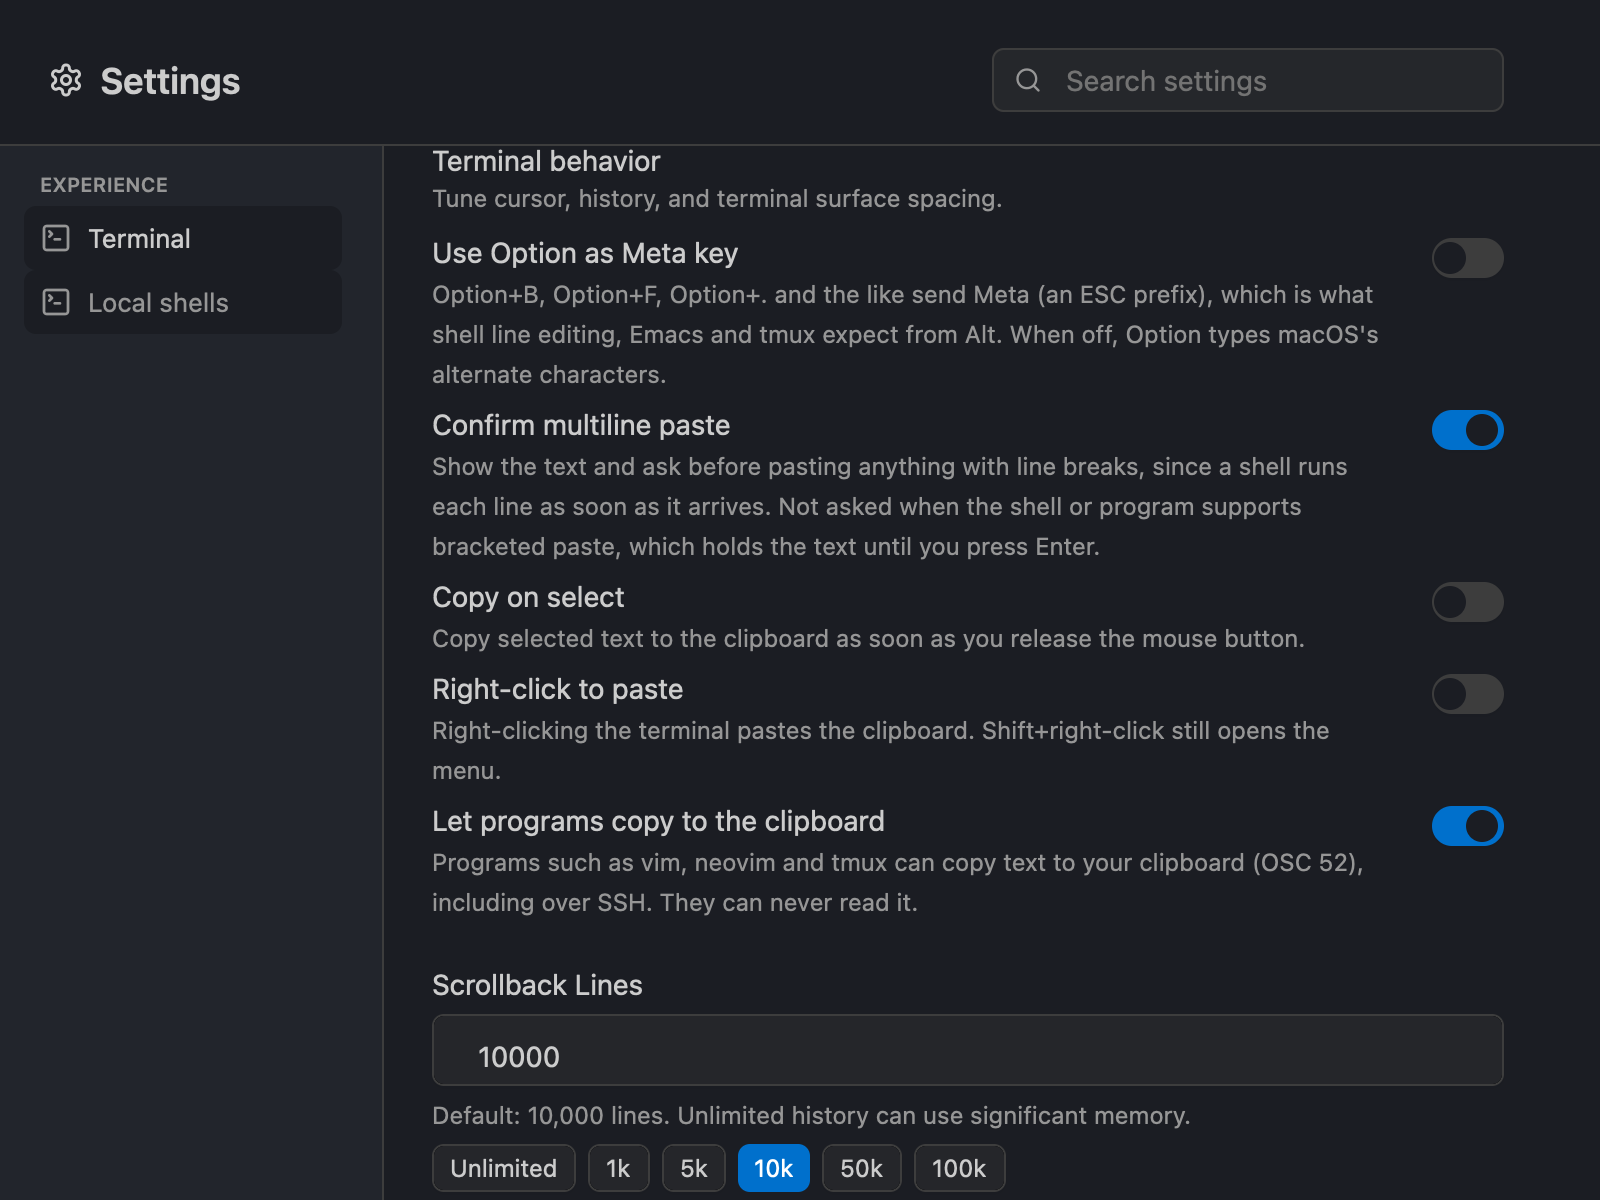 Settings
Search settings
EXPERIENCE
Terminal
Local shells
Terminal behavior
Tune cursor, history, and terminal surface spacing.
Use Option as Meta key
Option+B, Option+F, Option+. and the like send Meta (an ESC prefix), which is what
shell line editing, Emacs and tmux expect from Alt. When off, Option types macOS's
alternate characters.
Confirm multiline paste
Show the text and ask before pasting anything with line breaks, since a shell runs
each line as soon as it arrives. Not asked when the shell or program supports
bracketed paste, which holds the text until you press Enter.
Copy on select
Copy selected text to the clipboard as soon as you release the mouse button.
Right-click to paste
Right-clicking the terminal pastes the clipboard. Shift+right-click still opens the
menu.
Let programs copy to the clipboard
Programs such as vim, neovim and tmux can copy text to your clipboard (OSC 52),
including over SSH. They can never read it.
Scrollback Lines
10000
Default: 10,000 lines. Unlimited history can use significant memory.
Unlimited 1k 5k 10k 50k 100k